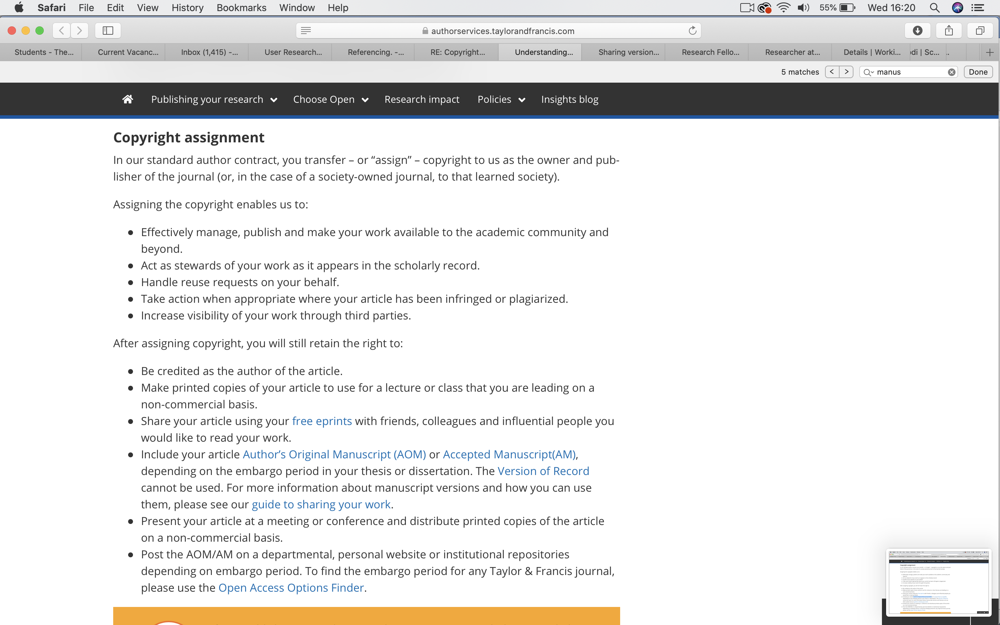 Safari File Edit View History Bookmarks Window Help 55% Wed 16:20
authorservices.taylorandfrancis.com
Students - The... Current Vacanc... Inbox (1,415) -... User Research... Referencing. -... RE: Copyright... Understanding... Sharing version... Research Fello... Researcher at... Details | Worki... di | Sc... ..
5 matches manus Done
Publishing your research Choose Open Research impact Policies Insights blog
Copyright assignment
In our standard author contract, you transfer – or “assign” – copyright to us as the owner and pub-
lisher of the journal (or, in the case of a society-owned journal, to that learned society).
Assigning the copyright enables us to:
● Effectively manage, publish and make your work available to the academic community and
beyond.
● Act as stewards of your work as it appears in the scholarly record.
● Handle reuse requests on your behalf.
● Take action when appropriate where your article has been infringed or plagiarized.
● Increase visibility of your work through third parties.
After assigning copyright, you will still retain the right to:
● Be credited as the author of the article.
● Make printed copies of your article to use for a lecture or class that you are leading on a
non-commercial basis.
● Share your article using your free eprints with friends, colleagues and influential people you
would like to read your work.
● Include your article Author’s Original Manuscript (AOM) or Accepted Manuscript(AM),
depending on the embargo period in your thesis or dissertation. The Version of Record
cannot be used. For more information about manuscript versions and how you can use
them, please see our guide to sharing your work.
● Present your article at a meeting or conference and distribute printed copies of the article
on a non-commercial basis.
● Post the AOM/AM on a departmental, personal website or institutional repositories
depending on embargo period. To find the embargo period for any Taylor & Francis journal,
please use the Open Access Options Finder.